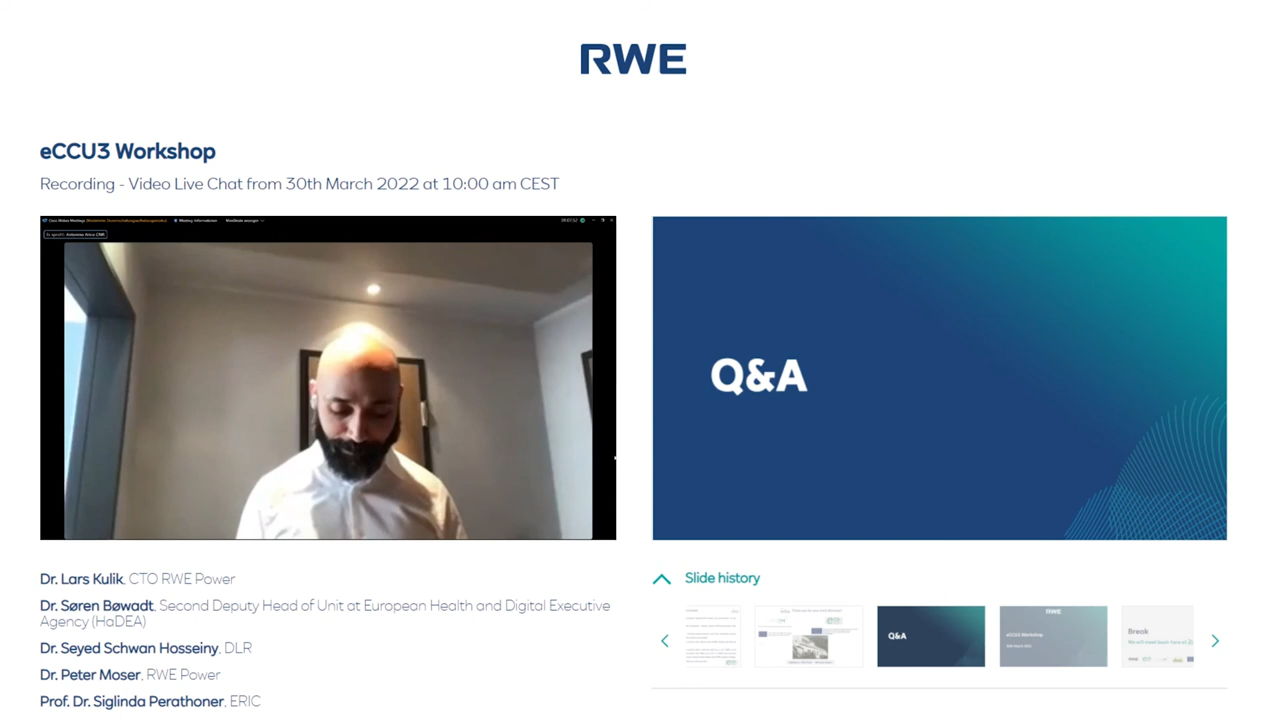 RWE
eCCU3 Workshop
Recording - Video Live Chat from 30th March 2022 at 10:00 am CEST
Q&A
Dr. Lars Kulik, CTO RWE Power
Dr. Søren Bøwadt, Second Deputy Head of Unit at European Health and Digital Executive
Agency (HaDEA)
Dr. Seyed Schwan Hosseiny, DLR
Dr. Peter Moser, RWE Power
Prof. Dr. Siglinda Perathoner, ERIC
Slide history
Q&A
RWE
eCCU3 Workshop
Break